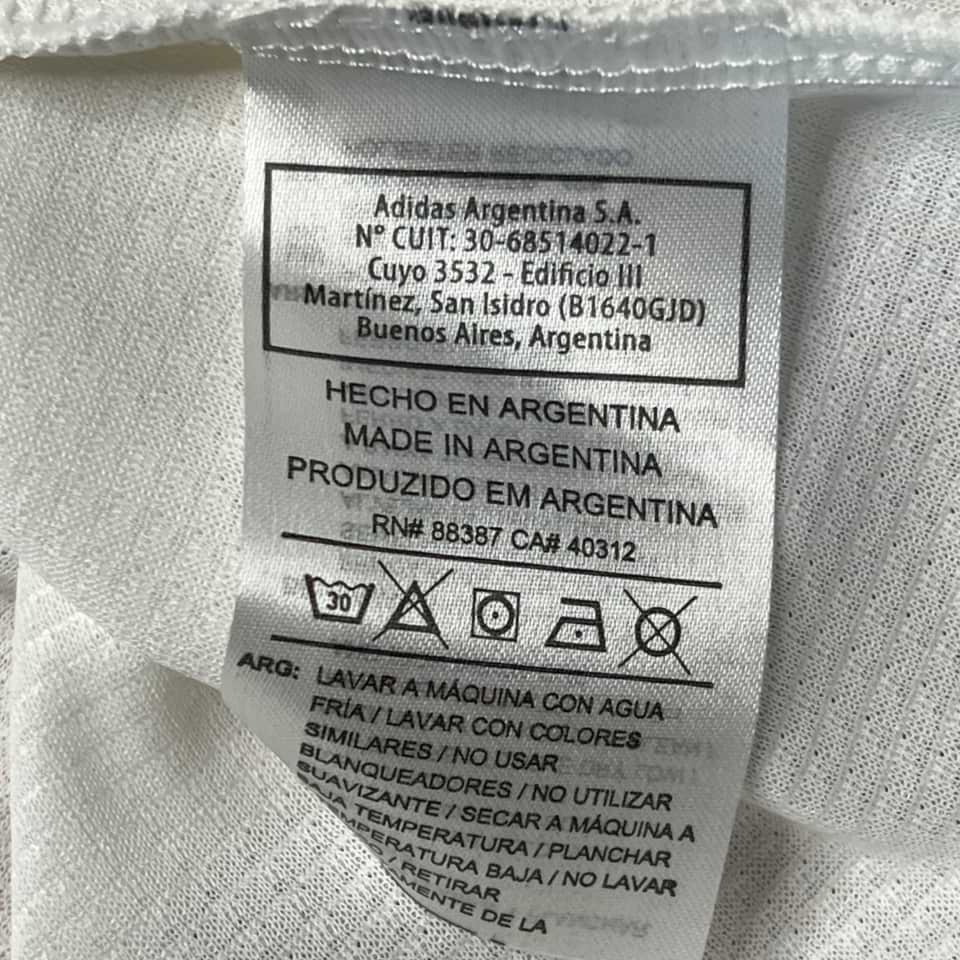 Adidas Argentina S.A.
N° CUIT: 30-68514022-1
Cuyo 3532 - Edificio III
Martínez, San Isidro (B1640GJD)
Buenos Aires, Argentina
HECHO EN ARGENTINA
MADE IN ARGENTINA
PRODUZIDO EM ARGENTINA
RN# 88387 CA# 40312
30
ARG: LAVAR A MÁQUINA CON AGUA
FRÍA / LAVAR CON COLORES
SIMILARES / NO USAR
BLANQUEADORES / NO UTILIZAR
SUAVIZANTE / SECAR A MÁQUINA A
BAJA TEMPERATURA / PLANCHAR
TEMPERATURA BAJA / NO LAVAR
/ RETIRAR
DE LA